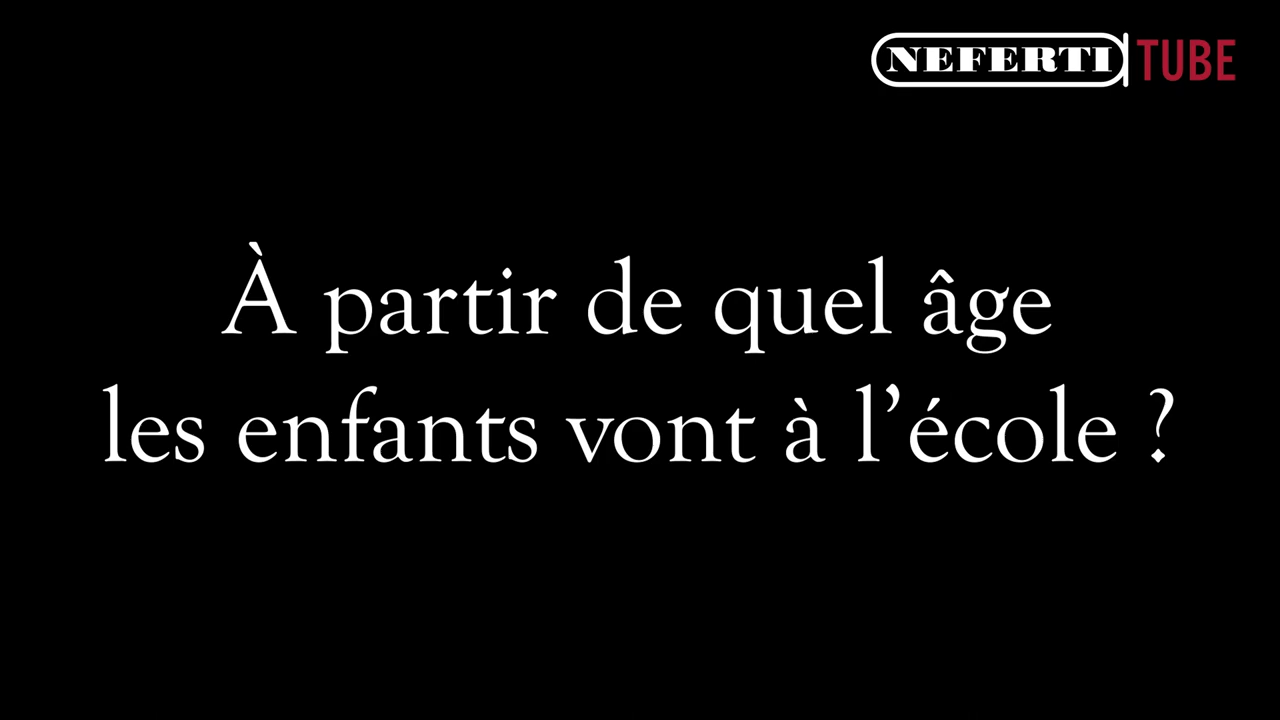 NEFERTI TUBE
À partir de quel âge
les enfants vont à l’école ?